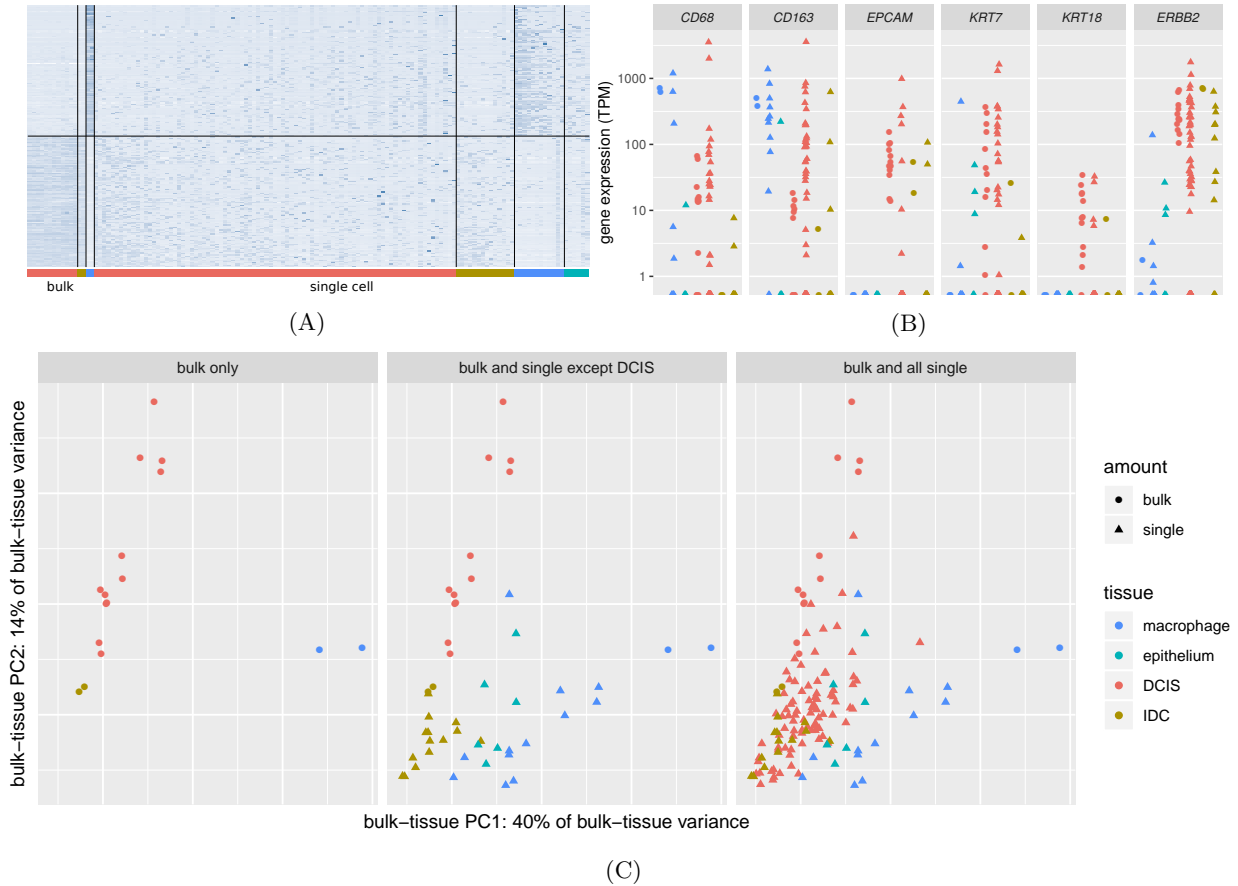 bulk
single cell
(A)
CD68
CD163
EPCAM
KRT7
KRT18
ERBB2
gene expression (TPM)
1000
100
10
1
(B)
bulk only
bulk and single except DCIS
bulk and all single
bulk−tissue PC2: 14% of bulk−tissue variance
bulk−tissue PC1: 40% of bulk−tissue variance
amount
bulk
single
tissue
macrophage
epithelium
DCIS
IDC
(C)